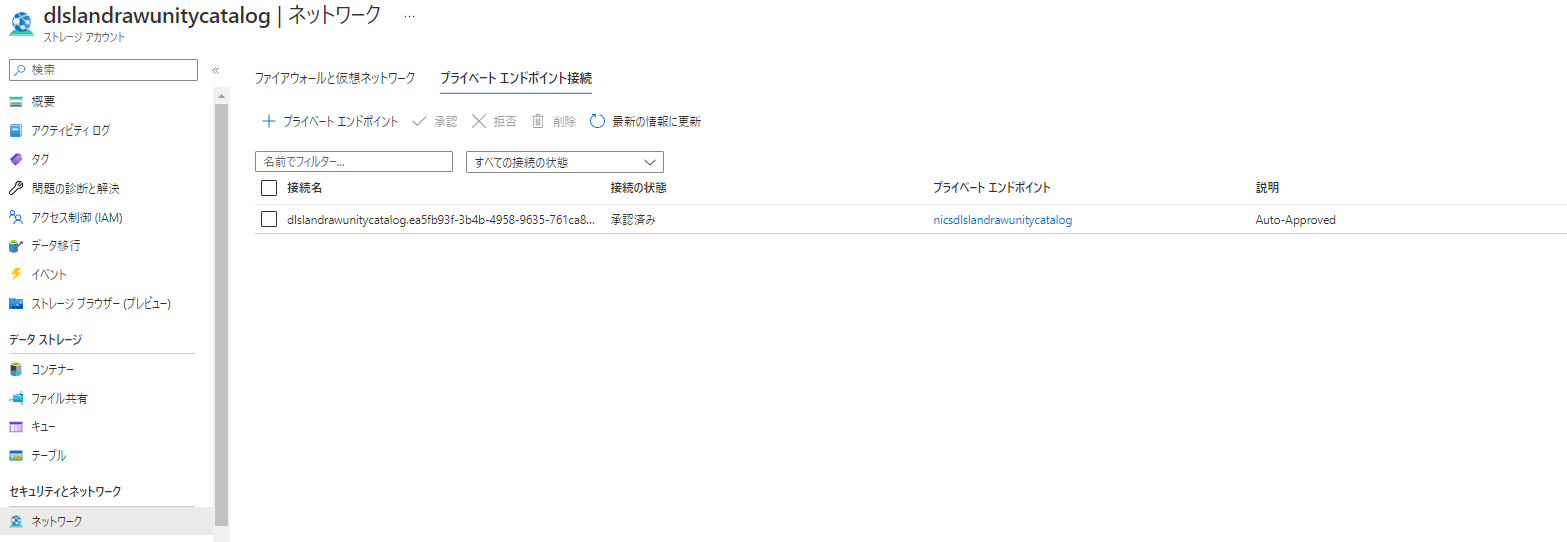 dlslandrawunitycatalog | ネットワーク ...
ストレージ アカウント
検索
概要
アクティビティ ログ
タグ
問題の診断と解決
アクセス制御 (IAM)
データ移行
イベント
ストレージ ブラウザー (プレビュー)
データ ストレージ
コンテナー
ファイル共有
キュー
テーブル
セキュリティとネットワーク
ネットワーク
ファイアウォールと仮想ネットワーク プライベート エンドポイント接続
プライベート エンドポイント 承認 拒否 削除 最新の情報に更新
名前でフィルター... すべての接続の状態
接続名 接続の状態 プライベート エンドポイント 説明
dlslandrawunitycatalog.ea5fb93f-3b4b-4958-9635-761ca8... 承認済み nicsdlslandrawunitycatalog Auto-Approved